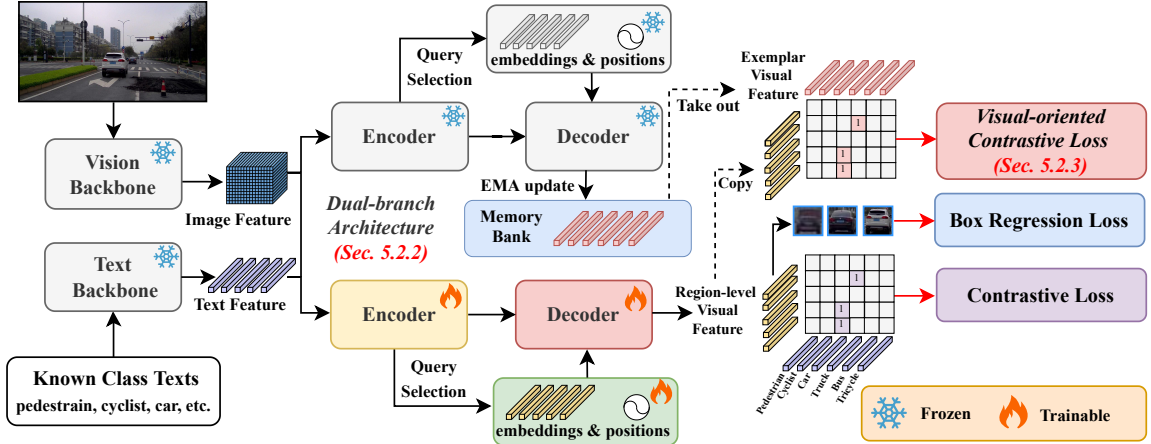 Query
Selection
embeddings & positions
Exemplar
Visual
Feature
Take out
Encoder
Decoder
1
1
1
Visual-oriented
Contrastive Loss
(Sec. 5.2.3)
Vision
Backbone
Image Feature
Dual-branch
Architecture
(Sec. 5.2.2)
EMA update
Memory
Bank
Copy
Box Regression Loss
Text
Backbone
Text Feature
Encoder
Decoder
Region-level
Visual
Feature
1
1
1
Contrastive Loss
Known Class Texts
pedestrain, cyclist, car, etc.
Query
Selection
embeddings & positions
Pedestrian
Cyclist
Car
Truck
Bus
Tricycle
Frozen
Trainable